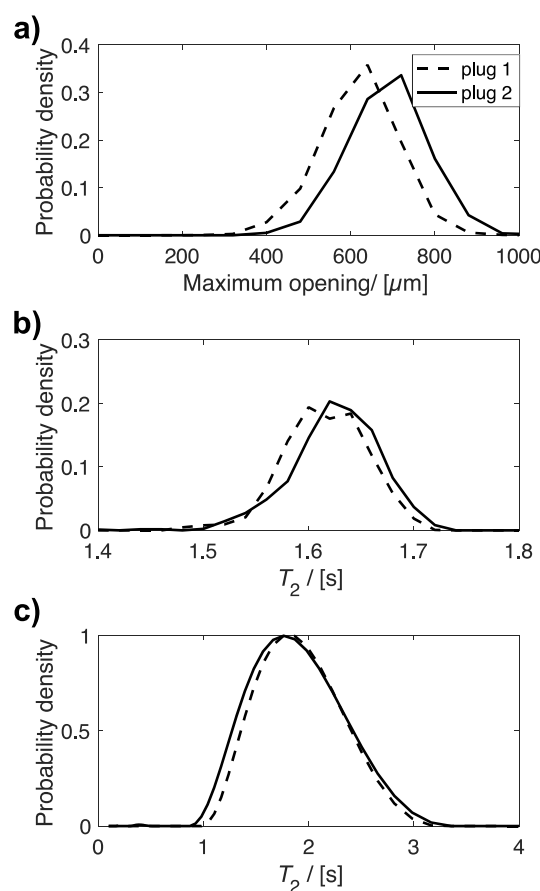 a)
Probability density
0.4
0.3
0.2
0.1
0
plug 1
plug 2
0 200 400 600 800 1000
Maximum opening/ [µm]
b)
Probability density
0.3
0.2
0.1
0
1.4 1.5 1.6 1.7 1.8
T2 / [s]
c)
Probability density
1
0.5
0
0 1 2 3 4
T2 / [s]